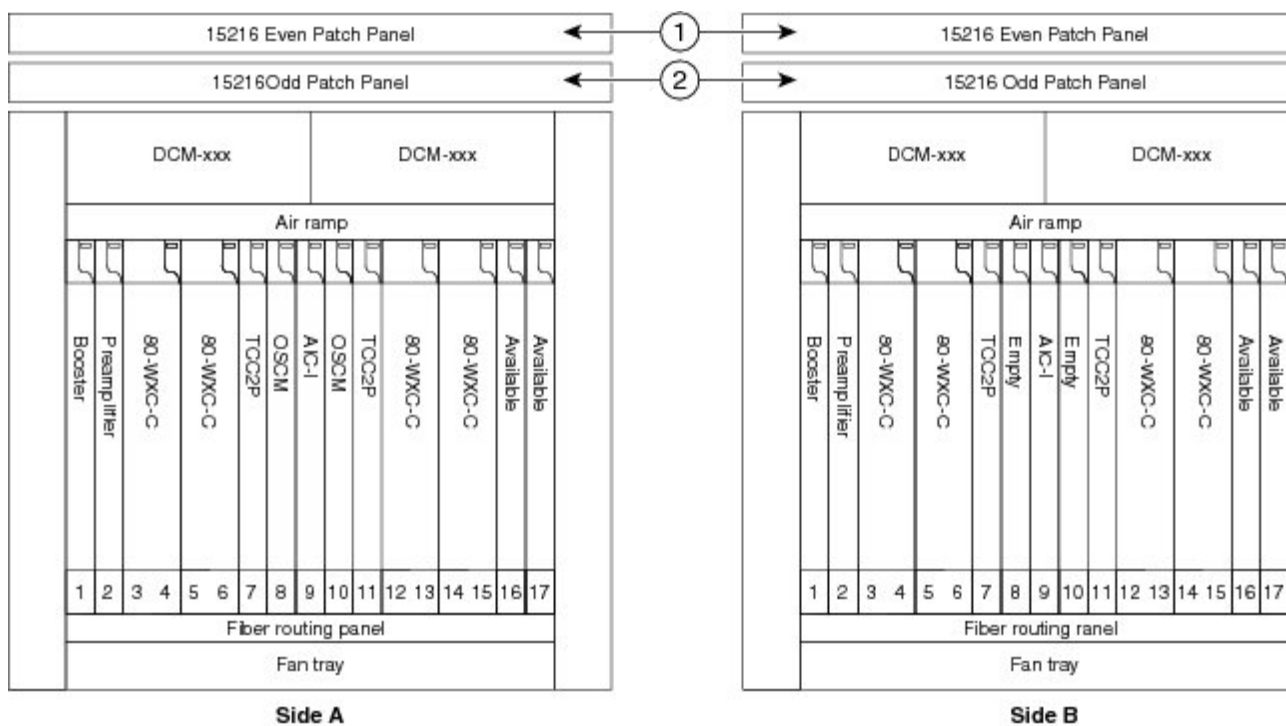 15216 Even Patch Panel
1
15216 Even Patch Panel
15216Odd Patch Panel
2
15216 Odd Patch Panel
DCM-xxx
DCM-xxx
Air ramp
Booster
Preamplifier
80-WXC-C
80-WXC-C
TCC2P
OSCM
AIC-I
OSCM
TCC2P
80-WXC-C
80-WXC-C
Available
Available
1 2 3 4 5 6 7 8 9 10 11 12 13 14 15 16 17
Fiber routing panel
Fan tray
Side A
DCM-xxx
DCM-xxx
Air ramp
Booster
Preamplifier
80-WXC-C
80-WXC-C
TCC2P
Empty
AIC-I
Empty
TCC2P
80-WXC-C
80-WXC-C
Available
Available
1 2 3 4 5 6 7 8 9 10 11 12 13 14 15 16 17
Fiber routing ranel
Fan tray
Side B